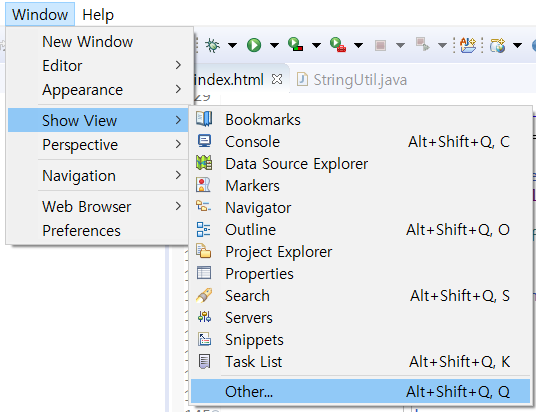 Window Help
New Window
Editor
Appearance
Show View
Perspective
Navigation
Web Browser
Preferences
index.html StringUtil.java
129
Bookmarks
Console Alt+Shift+Q, C
Data Source Explorer
Markers
Navigator
Outline Alt+Shift+Q, O
Project Explorer
Properties
Search Alt+Shift+Q, S
Servers
Snippets
Task List Alt+Shift+Q, K
Other... Alt+Shift+Q, Q